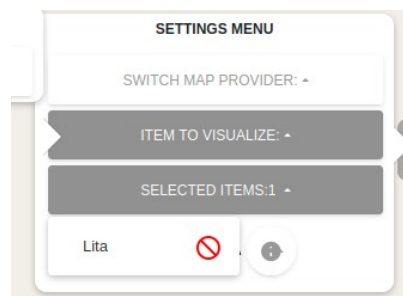 SETTINGS MENU
SWITCH MAP PROVIDER:
ITEM TO VISUALIZE:
SELECTED ITEMS:1
Lita